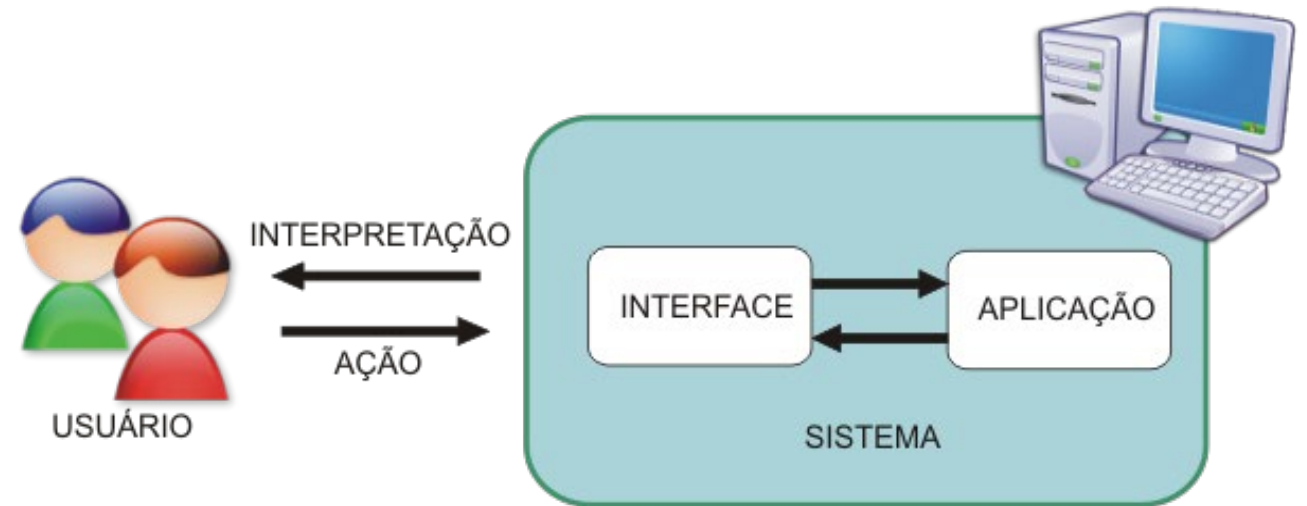 INTERPRETAÇÃO
AÇÃO
USUÁRIO
INTERFACE
APLICAÇÃO
SISTEMA